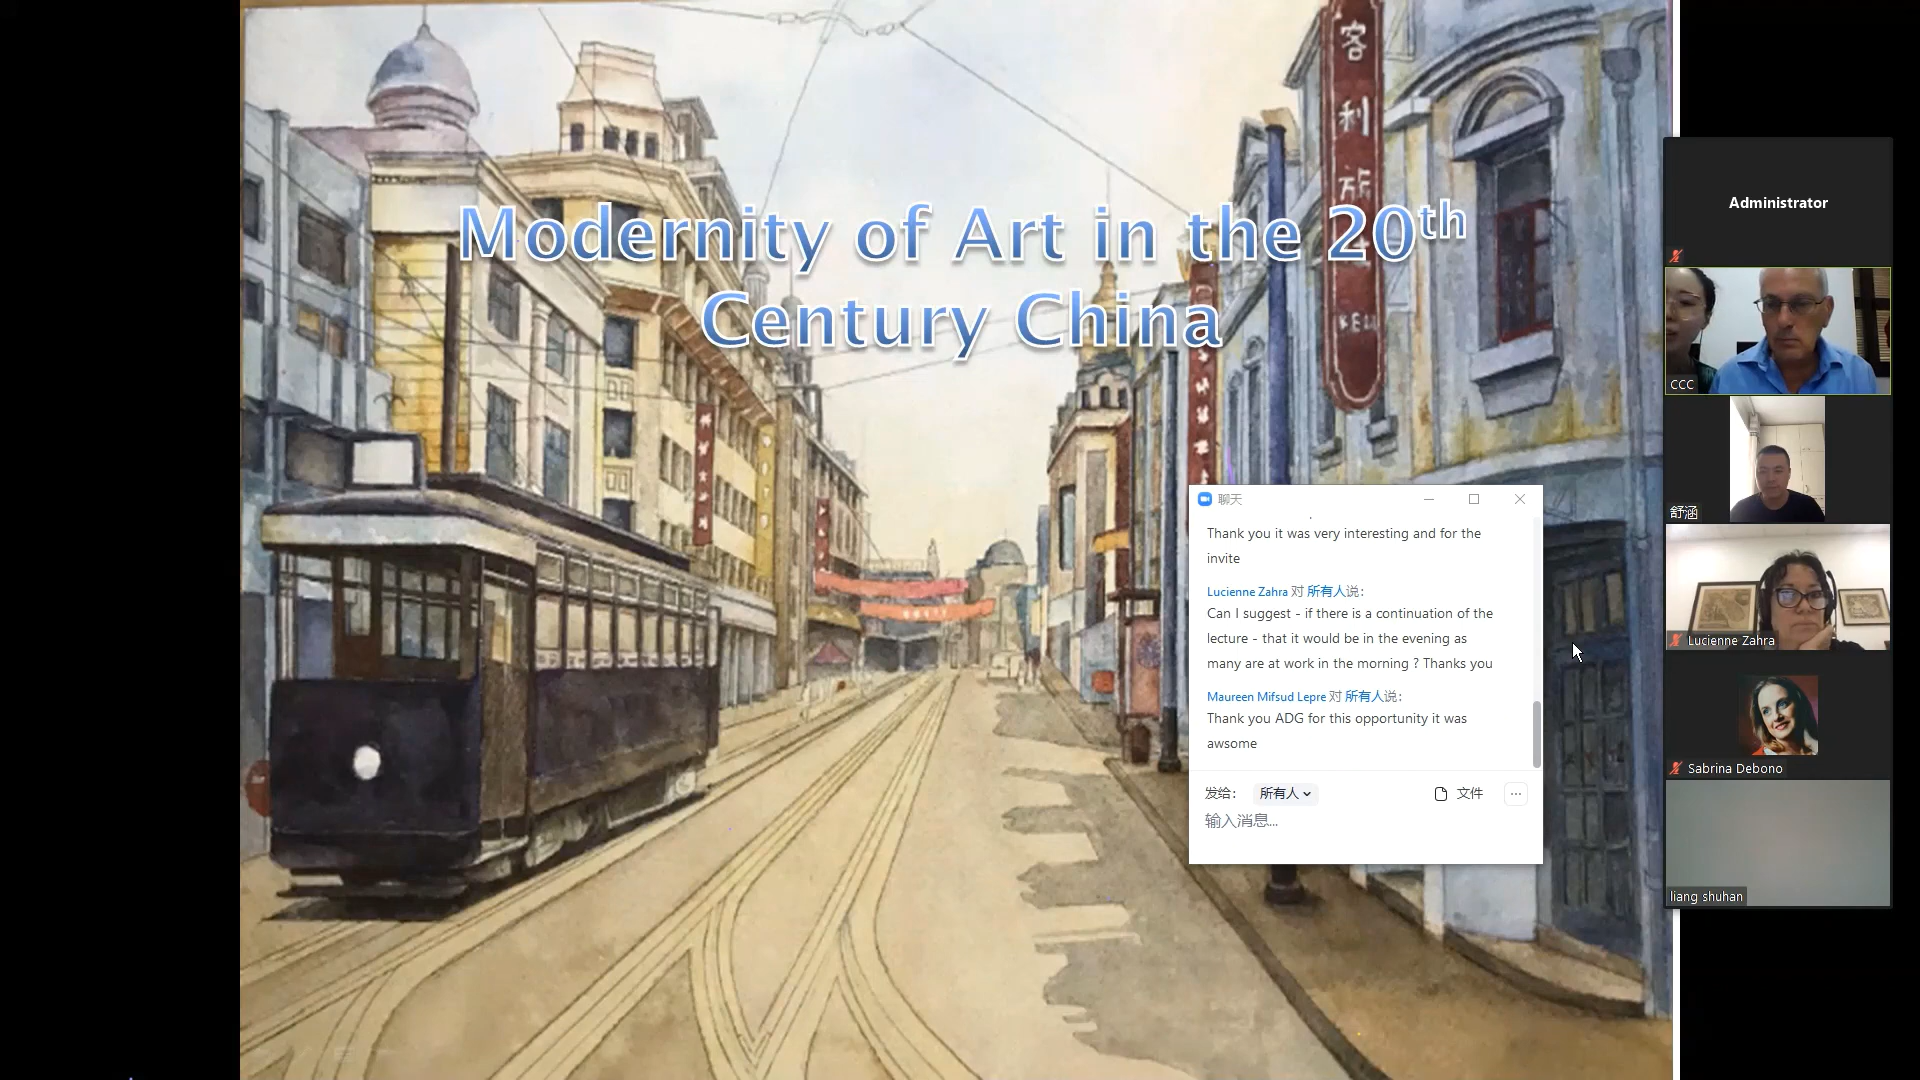 Modernity of Art in the 20th
Century China
客
利
聊天
Thank you it was very interesting and for the
invite
Lucienne Zahra 对 所有人说:
Can I suggest - if there is a continuation of the
lecture - that it would be in the evening as
many are at work in the morning ? Thanks you
Maureen Mifsud Lepre 对 所有人说:
Thank you ADG for this opportunity it was
awsome
发给: 所有人
文件
输入消息...
Administrator
CCC
舒涵
Lucienne Zahra
Sabrina Debono
liang shuhan